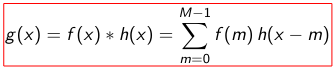 g(x) = f(x) ∗ h(x) = ∑_{m=0}^{M−1} f(m) h(x − m)